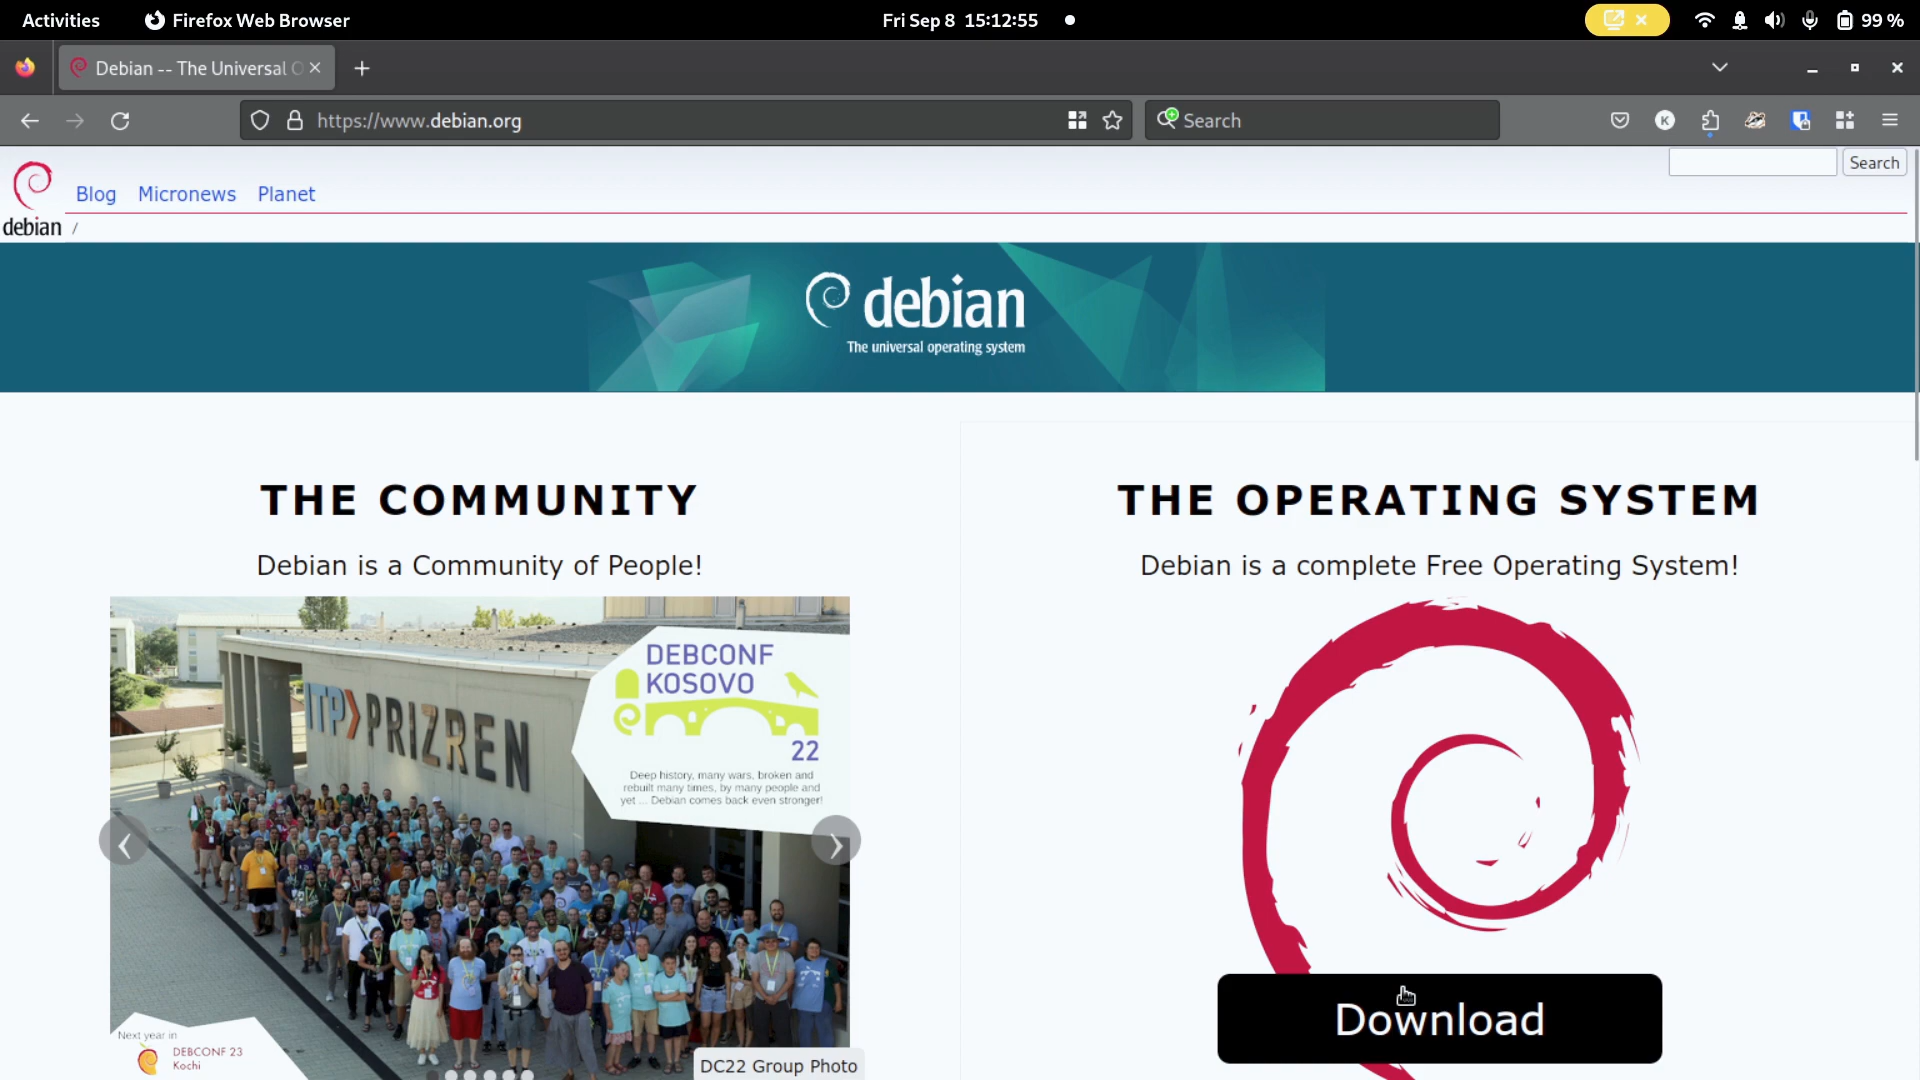 Activities Firefox Web Browser Fri Sep 8 15:12:55 99 %
Debian -- The Universal O
https://www.debian.org Search
K
Search
Blog Micronews Planet
debian /
debian
The universal operating system
THE COMMUNITY
Debian is a Community of People!
DEBCONF
KOSOVO
22
Deep history, many wars, broken and
rebuilt many times, by many people and
yet ... Debian comes back even stronger!
ITP>PRIZREN
Next year in
DEBCONF 23
Kochi
DC22 Group Photo
THE OPERATING SYSTEM
Debian is a complete Free Operating System!
Download